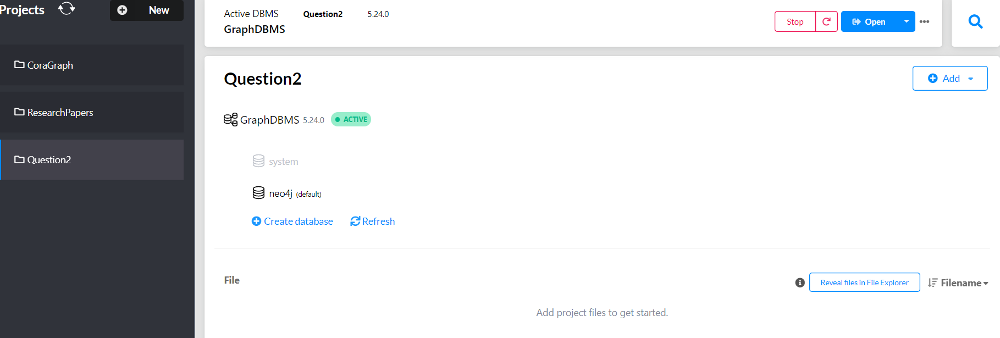 Projects
New
CoraGraph
ResearchPapers
Question2
Active DBMS Question2 5.24.0
GraphDBMS
Stop
Open
Question2
Add
GraphDBMS 5.24.0 ACTIVE
system
neo4j (default)
Create database Refresh
File
Reveal files in File Explorer
Filename
Add project files to get started.